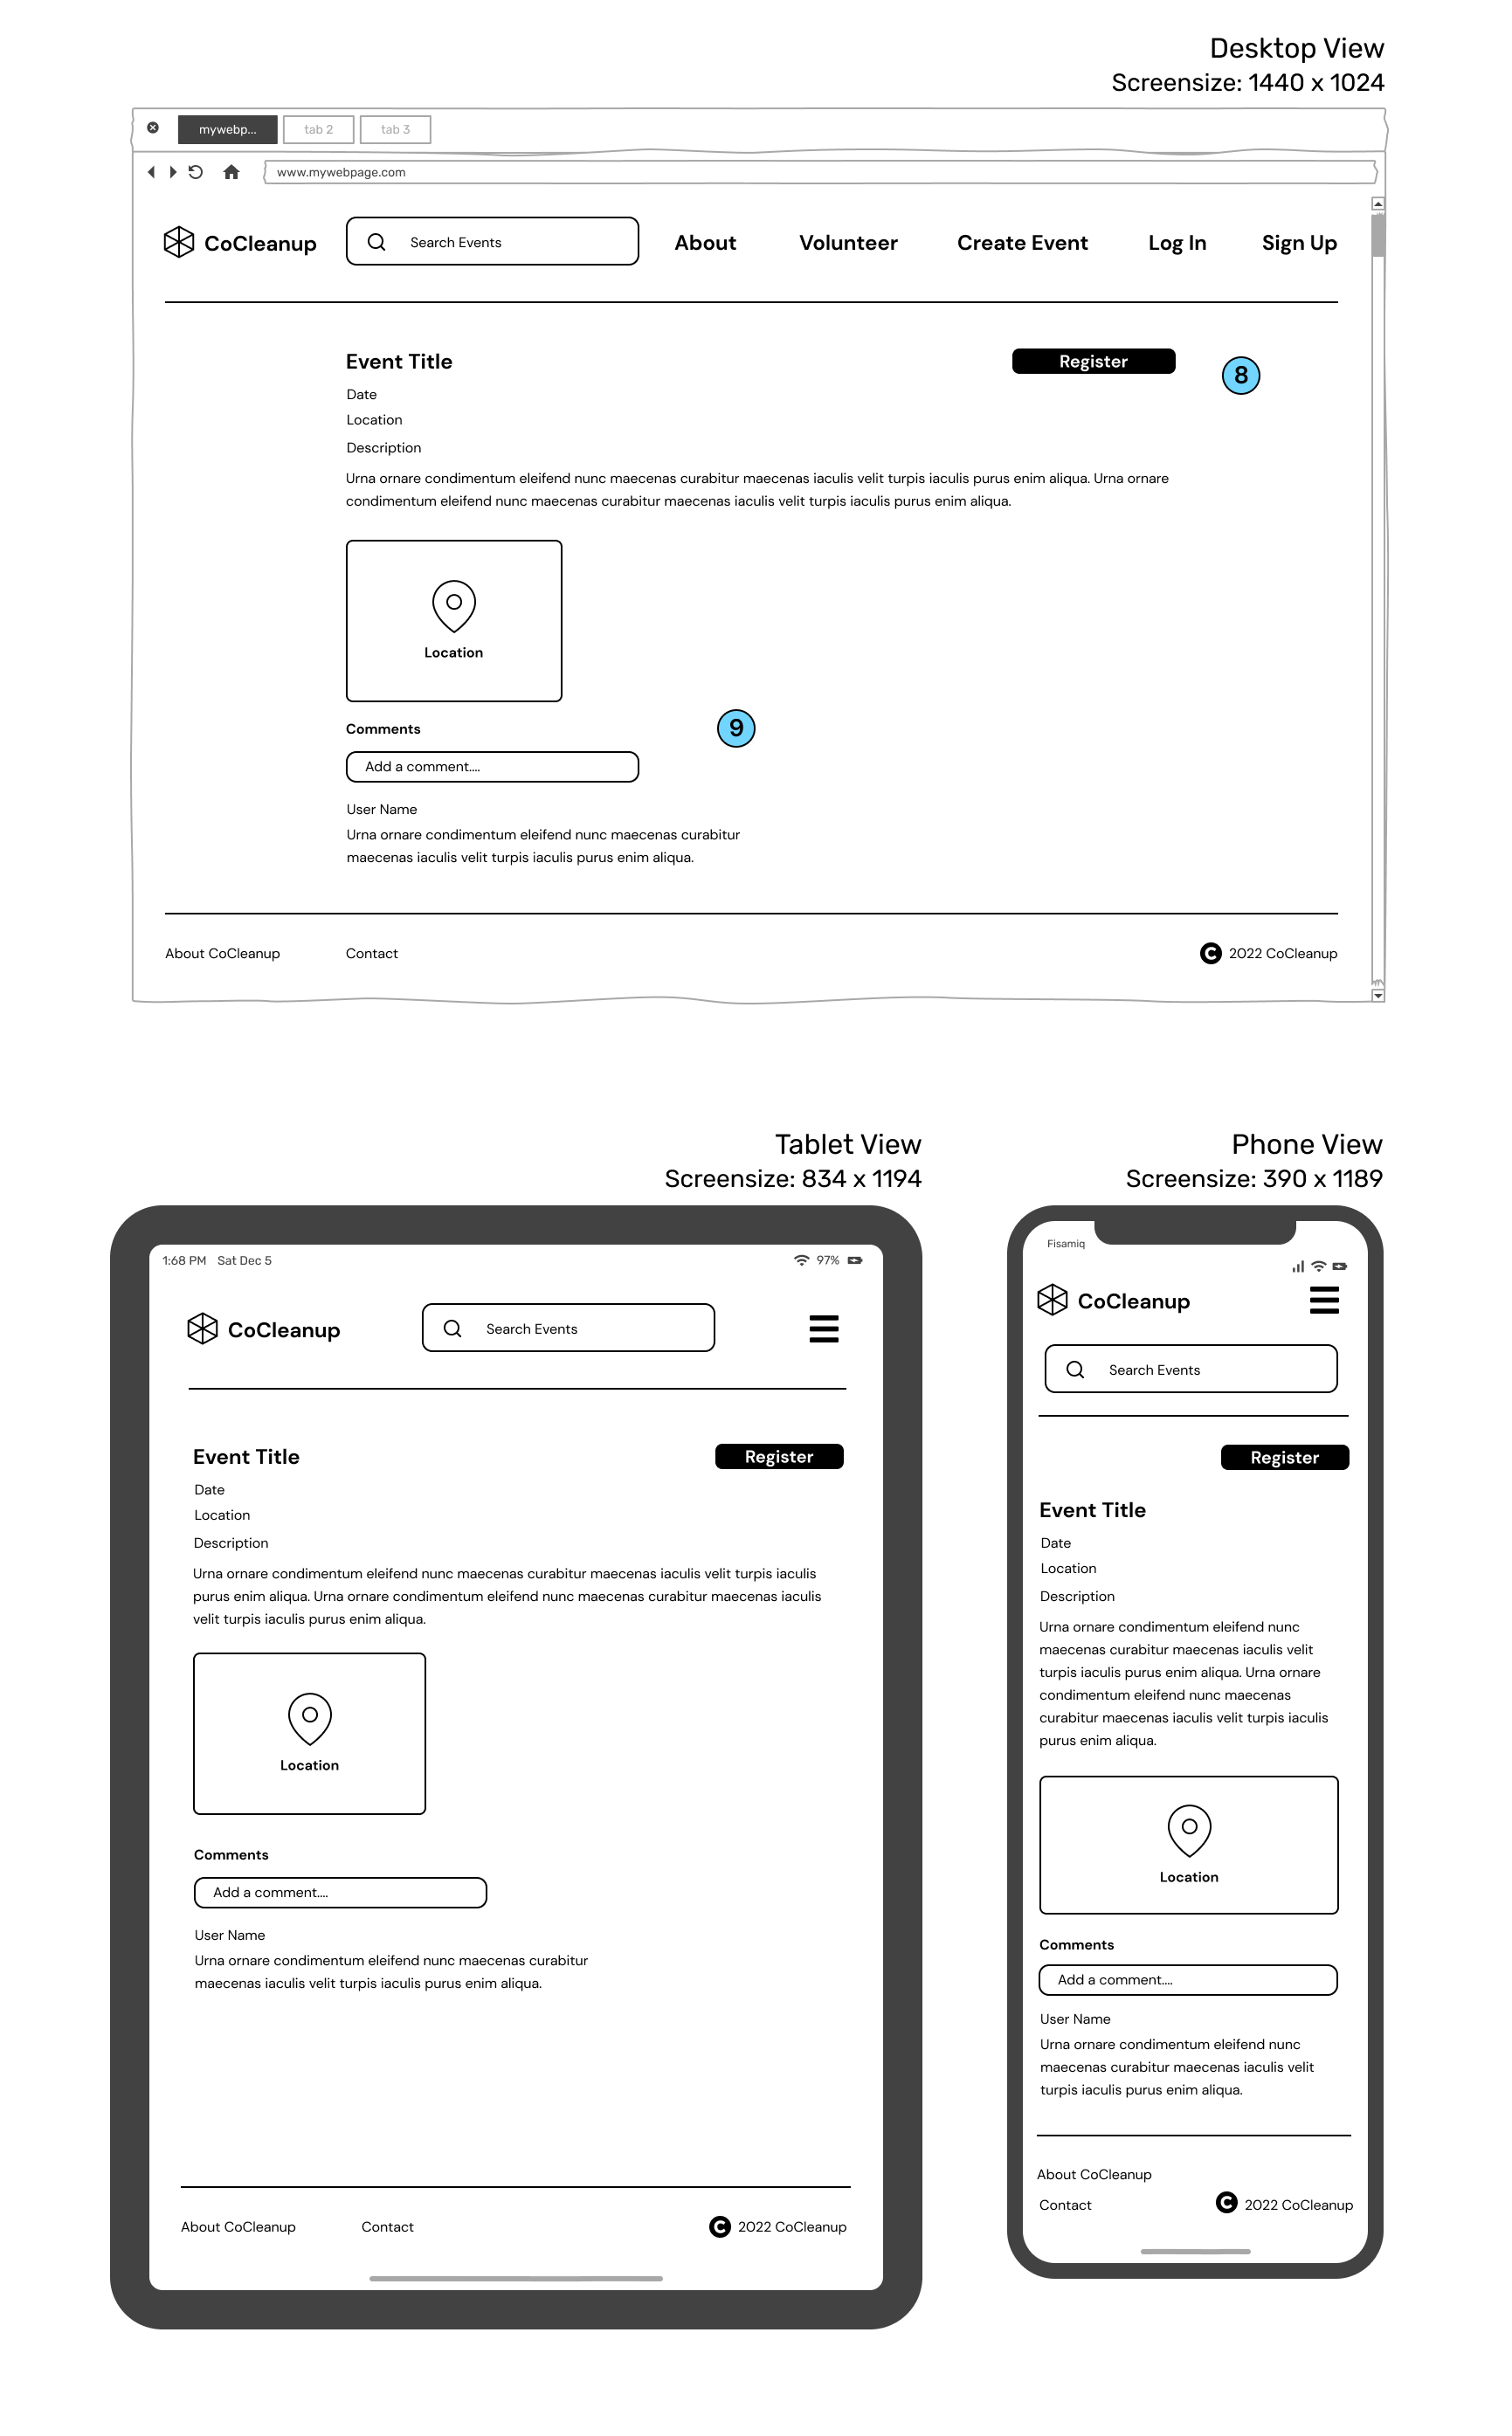 Desktop View
Screensize: 1440 x 1024
mywebp...
tab 2
tab 3
www.mywebpage.com
CoCleanup
Search Events
About
Volunteer
Create Event
Log In
Sign Up
Event Title
Register
8
Date
Location
Description
Urna ornare condimentum eleifend nunc maecenas curabitur maecenas iaculis velit turpis iaculis purus enim aliqua. Urna ornare
condimentum eleifend nunc maecenas curabitur maecenas iaculis velit turpis iaculis purus enim aliqua.
Location
Comments
9
Add a comment....
User Name
Urna ornare condimentum eleifend nunc maecenas curabitur
maecenas iaculis velit turpis iaculis purus enim aliqua.
About CoCleanup
Contact
C 2022 CoCleanup
Tablet View
Screensize: 834 x 1194
1:68 PM Sat Dec 5
97%
CoCleanup
Search Events
Event Title
Register
Date
Location
Description
Urna ornare condimentum eleifend nunc maecenas curabitur maecenas iaculis velit turpis iaculis
purus enim aliqua. Urna ornare condimentum eleifend nunc maecenas curabitur maecenas iaculis
velit turpis iaculis purus enim aliqua.
Location
Comments
Add a comment....
User Name
Urna ornare condimentum eleifend nunc maecenas curabitur
maecenas iaculis velit turpis iaculis purus enim aliqua.
About CoCleanup
Contact
C 2022 CoCleanup
Phone View
Screensize: 390 x 1189
Fisamiq
CoCleanup
Search Events
Register
Event Title
Date
Location
Description
Urna ornare condimentum eleifend nunc
maecenas curabitur maecenas iaculis velit
turpis iaculis purus enim aliqua. Urna ornare
condimentum eleifend nunc maecenas
curabitur maecenas iaculis velit turpis iaculis
purus enim aliqua.
Location
Comments
Add a comment....
User Name
Urna ornare condimentum eleifend nunc
maecenas curabitur maecenas iaculis velit
turpis iaculis purus enim aliqua.
About CoCleanup
Contact
C 2022 CoCleanup